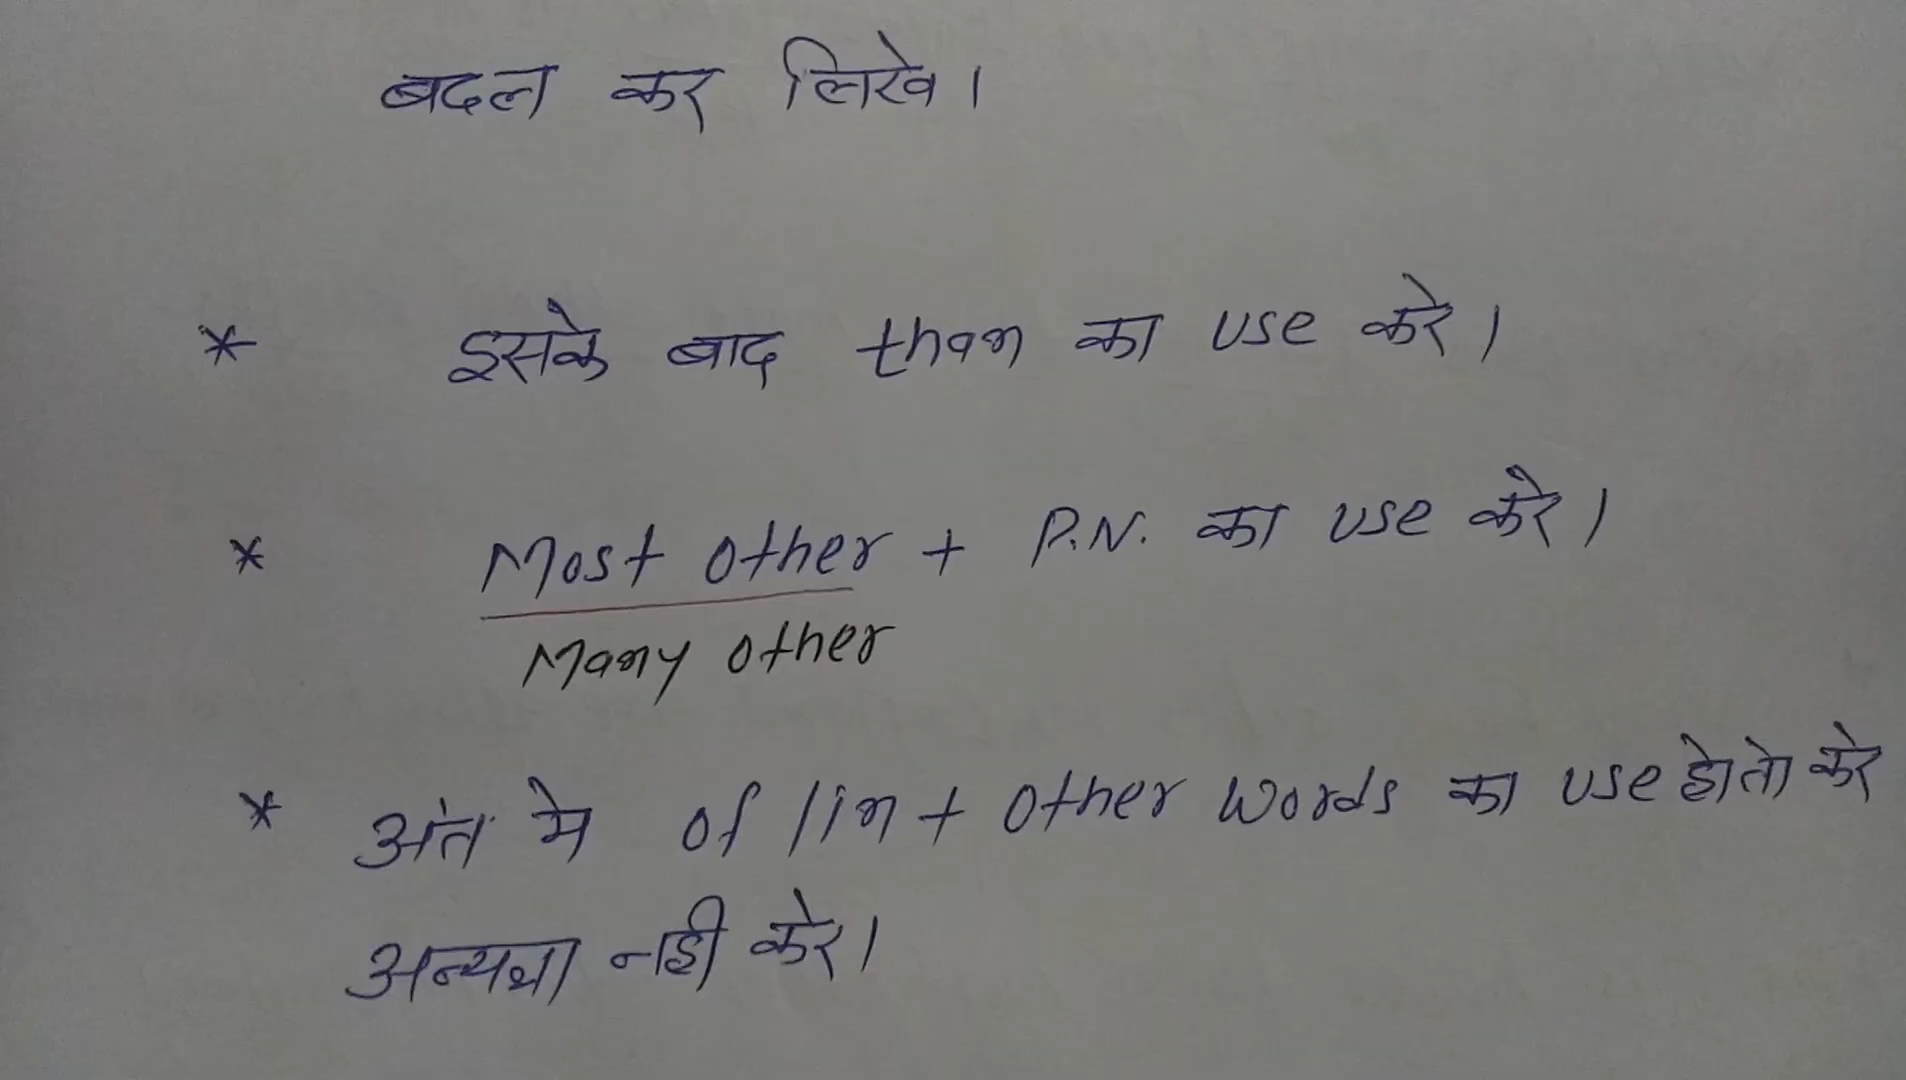 बदल कर लिखे।
* इसके बाद than का use करे।
* Most other + P.N. का use करे।
Many other
* अंत मे of /in + other words का use हो तो करे
अन्यथा नही करे।